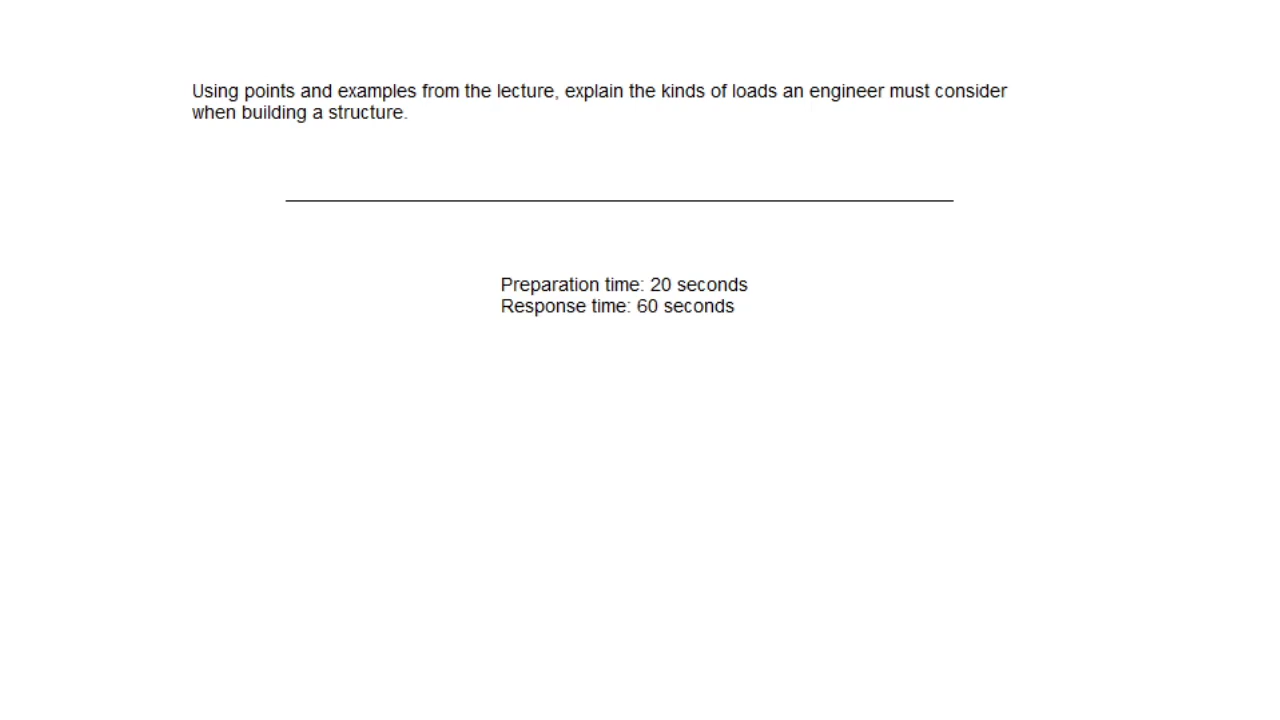 Using points and examples from the lecture, explain the kinds of loads an engineer must consider
when building a structure.
Preparation time: 20 seconds
Response time: 60 seconds